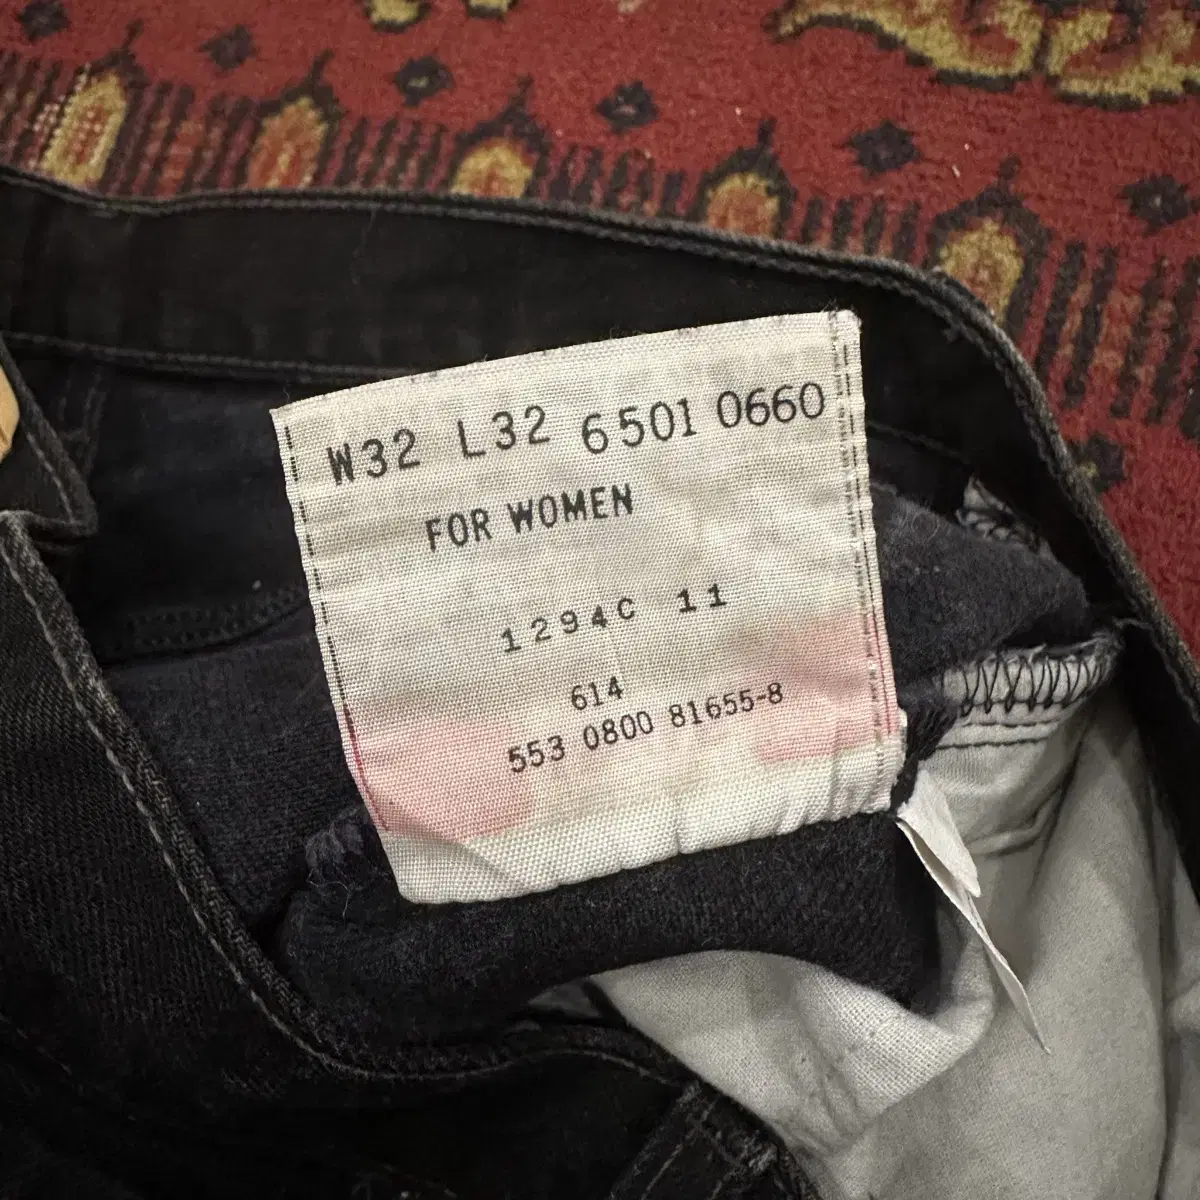 W32 L32 6501 0660
FOR WOMEN
1294C 11
614
553 0800 81655-8